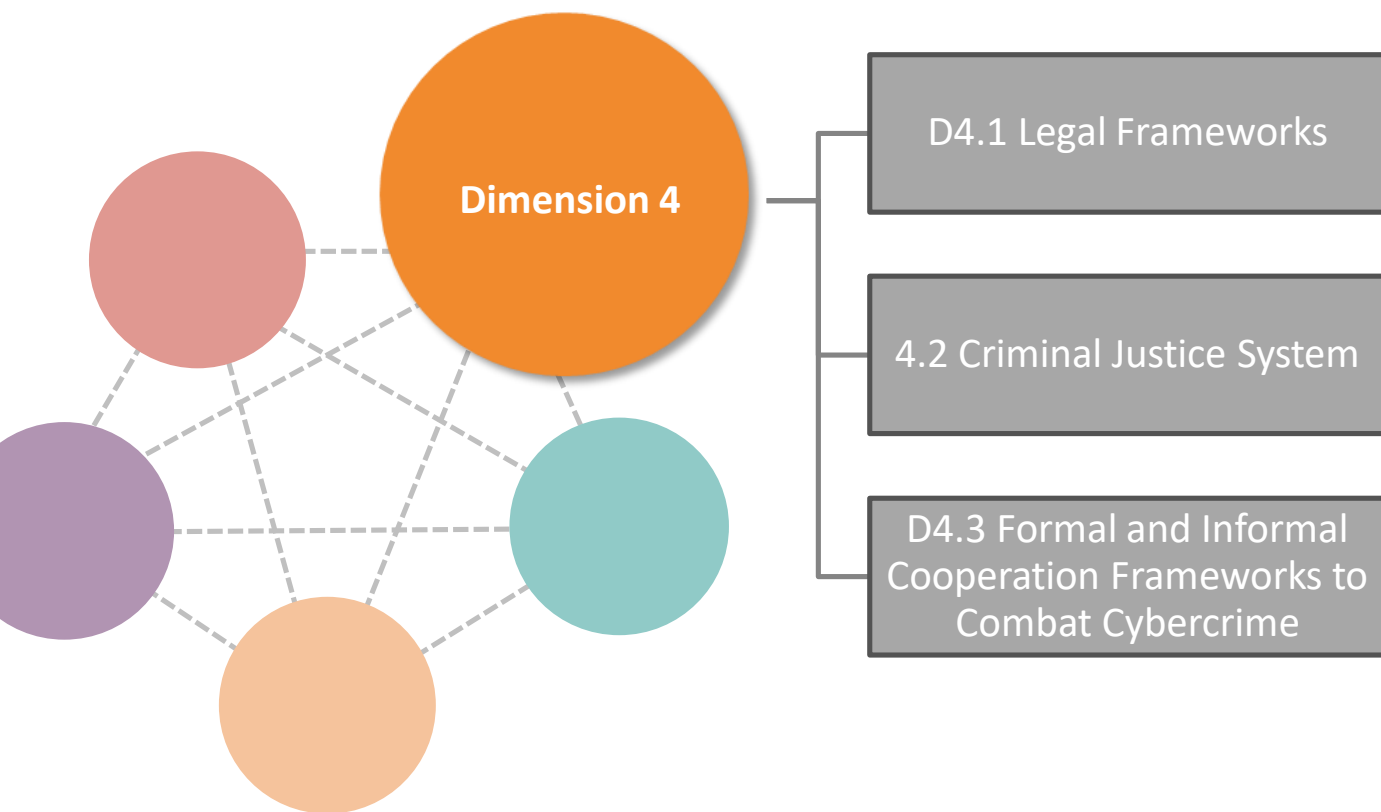 Dimension 4
D4.1 Legal Frameworks
4.2 Criminal Justice System
D4.3 Formal and Informal
Cooperation Frameworks to
Combat Cybercrime